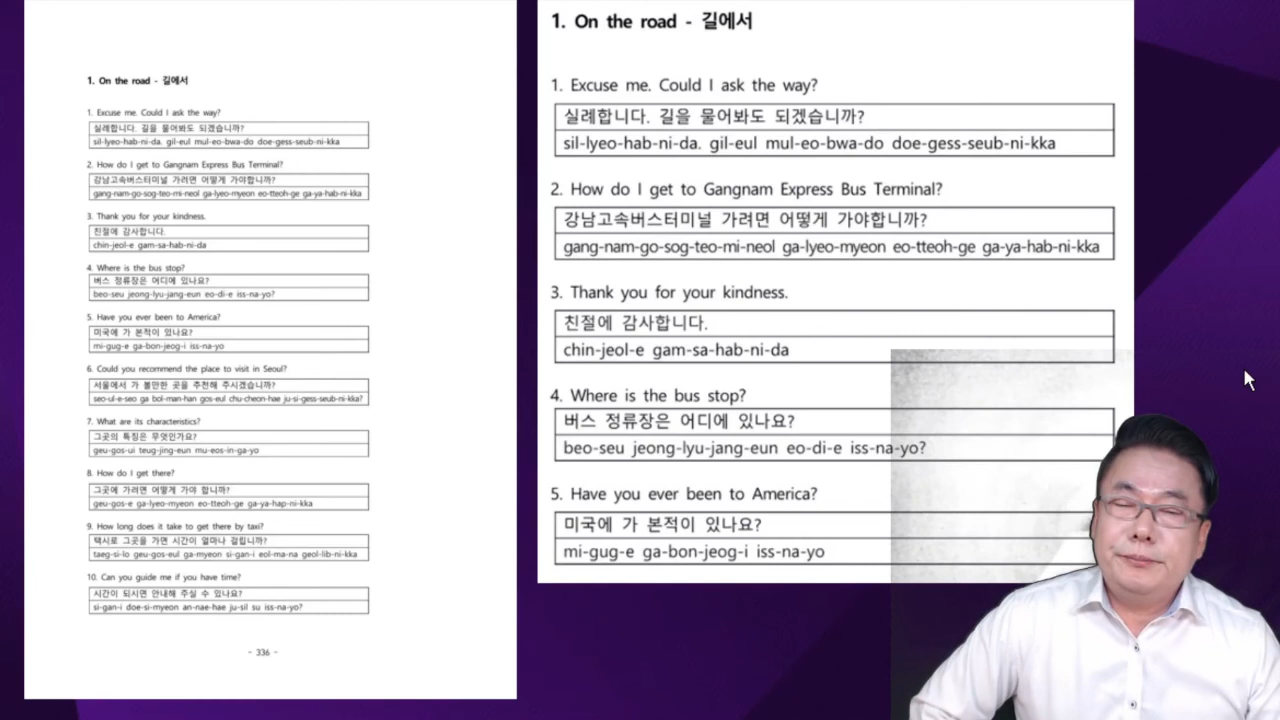 1. On the road - 길에서
1. Excuse me. Could I ask the way?
실례합니다. 길을 물어봐도 되겠습니까?
sil-lyeo-hab-ni-da. gil-eul mul-eo-bwa-do doe-gess-seub-ni-kka
2. How do I get to Gangnam Express Bus Terminal?
강남고속버스터미널 가려면 어떻게 가야합니까?
gang-nam-go-sog-teo-mi-neol ga-lyeo-myeon eo-tteoh-ge ga-ya-hab-ni-kka
3. Thank you for your kindness.
친절에 감사합니다.
chin-jeol-e gam-sa-hab-ni-da
4. Where is the bus stop?
버스 정류장은 어디에 있나요?
beo-seu jeong-lyu-jang-eun eo-di-e iss-na-yo?
5. Have you ever been to America?
미국에 가 본적이 있나요?
mi-gug-e ga-bon-jeog-i iss-na-yo
6. Could you recommend the place to visit in Seoul?
서울에서 가 볼만한 곳을 추천해 주시겠습니까?
seo-ul-e-seo ga bol-man-han gos-eul chu-cheon-hae ju-si-gess-seub-ni-kka?
7. What are its characteristics?
그곳의 특징은 무엇인가요?
geu-gos-ui teug-jing-eun mu-eos-in-ga-yo
8. How do I get there?
그곳에 가려면 어떻게 가야 합니까?
geu-gos-e ga-lyeo-myeon eo-tteoh-ge ga-ya-hap-ni-kka
9. How long does it take to get there by taxi?
택시로 그곳을 가면 시간이 얼마나 걸립니까?
taeg-si-lo geu-gos-eul ga-myeon si-gan-i eol-ma-na geol-lib-ni-kka
10. Can you guide me if you have time?
시간이 되시면 안내해 주실 수 있나요?
si-gan-i doe-si-myeon an-nae-hae ju-sil su iss-na-yo?
- 336 -
1. On the road - 길에서
1. Excuse me. Could I ask the way?
실례합니다. 길을 물어봐도 되겠습니까?
sil-lyeo-hab-ni-da. gil-eul mul-eo-bwa-do doe-gess-seub-ni-kka
2. How do I get to Gangnam Express Bus Terminal?
강남고속버스터미널 가려면 어떻게 가야합니까?
gang-nam-go-sog-teo-mi-neol ga-lyeo-myeon eo-tteoh-ge ga-ya-hab-ni-kka
3. Thank you for your kindness.
친절에 감사합니다.
chin-jeol-e gam-sa-hab-ni-da
4. Where is the bus stop?
버스 정류장은 어디에 있나요?
beo-seu jeong-lyu-jang-eun eo-di-e iss-na-yo?
5. Have you ever been to America?
미국에 가 본적이 있나요?
mi-gug-e ga-bon-jeog-i iss-na-yo